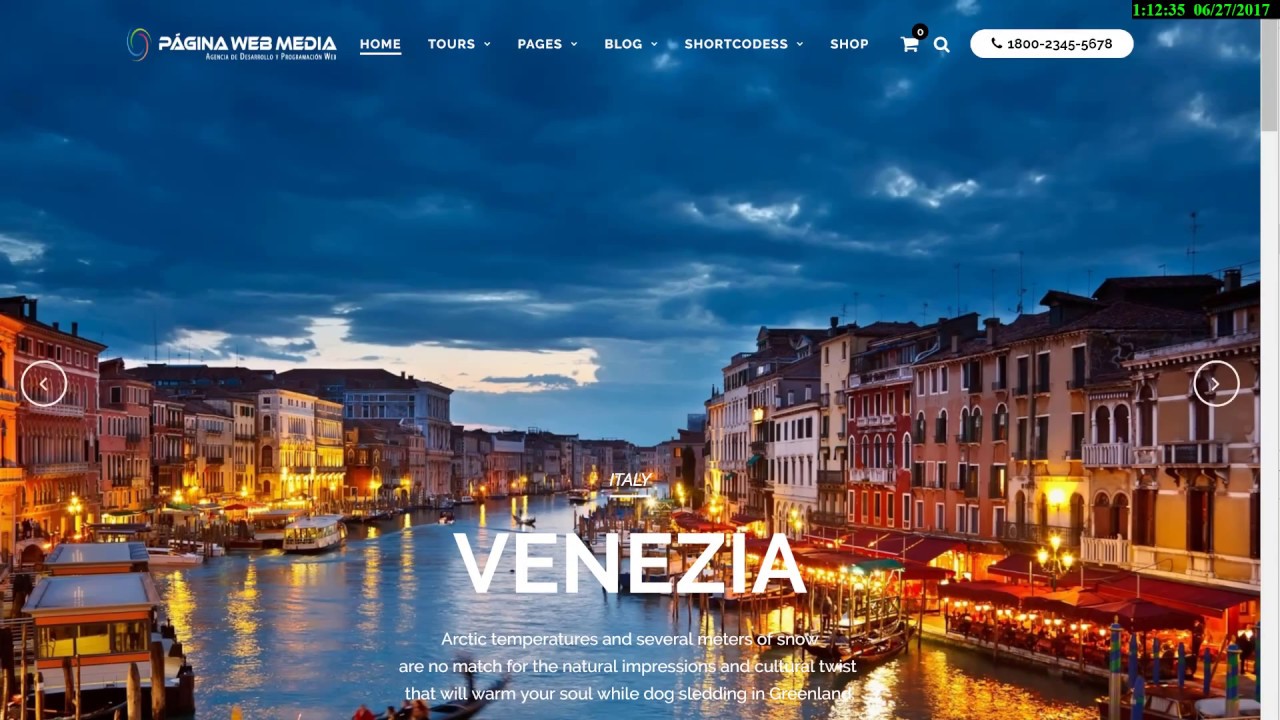 1:12:35 06/27/2017
PÁGINA WEB MEDIA
Agencia de Desarrollo y Programación Web
HOME TOURS PAGES BLOG SHORTCODESS SHOP 0 1800-2345-5678
ITALY
VENEZIA
Arctic temperatures and several meters of snow
are no match for the natural impressions and cultural twist
that will warm your soul while dog sledding in Greenland.